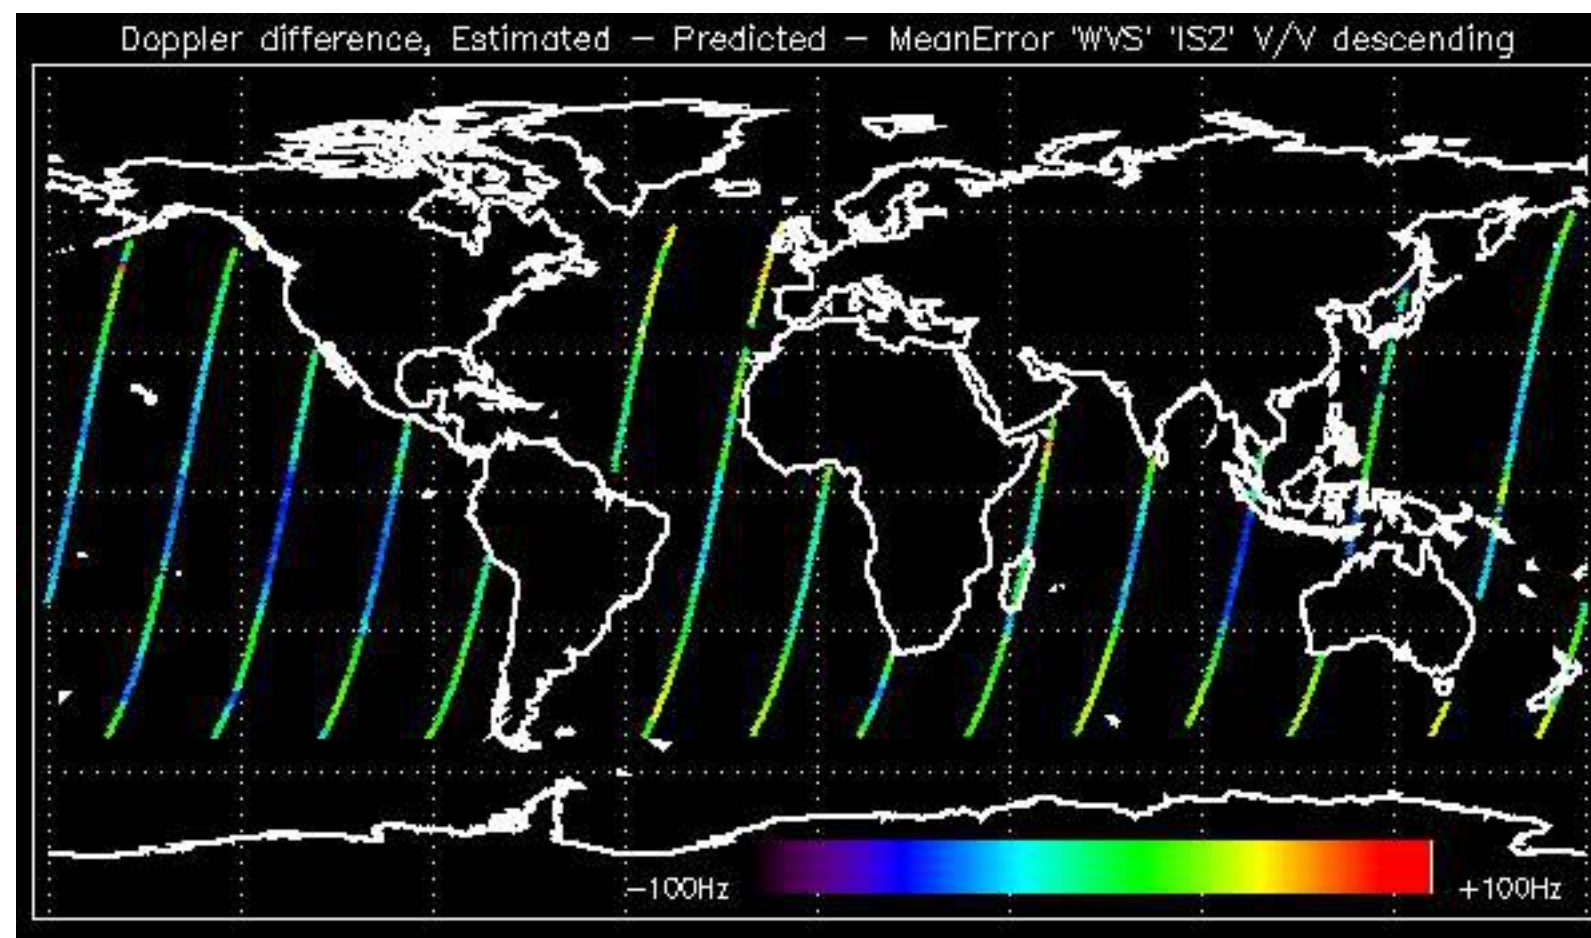 Doppler difference, Estimated − Predicted − MeanError 'WVS' 'IS2' V/V descending
−100Hz +100Hz